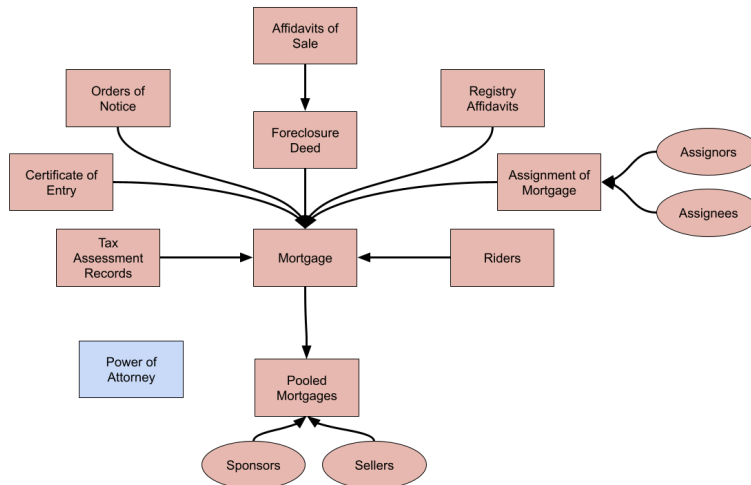 Affidavits of
Sale
Orders of
Notice
Registry
Affidavits
Foreclosure
Deed
Assignors
Certificate of
Entry
Assignment of
Mortgage
Assignees
Tax
Assessment
Records
Mortgage
Riders
Power of
Attorney
Pooled
Mortgages
Sponsors
Sellers